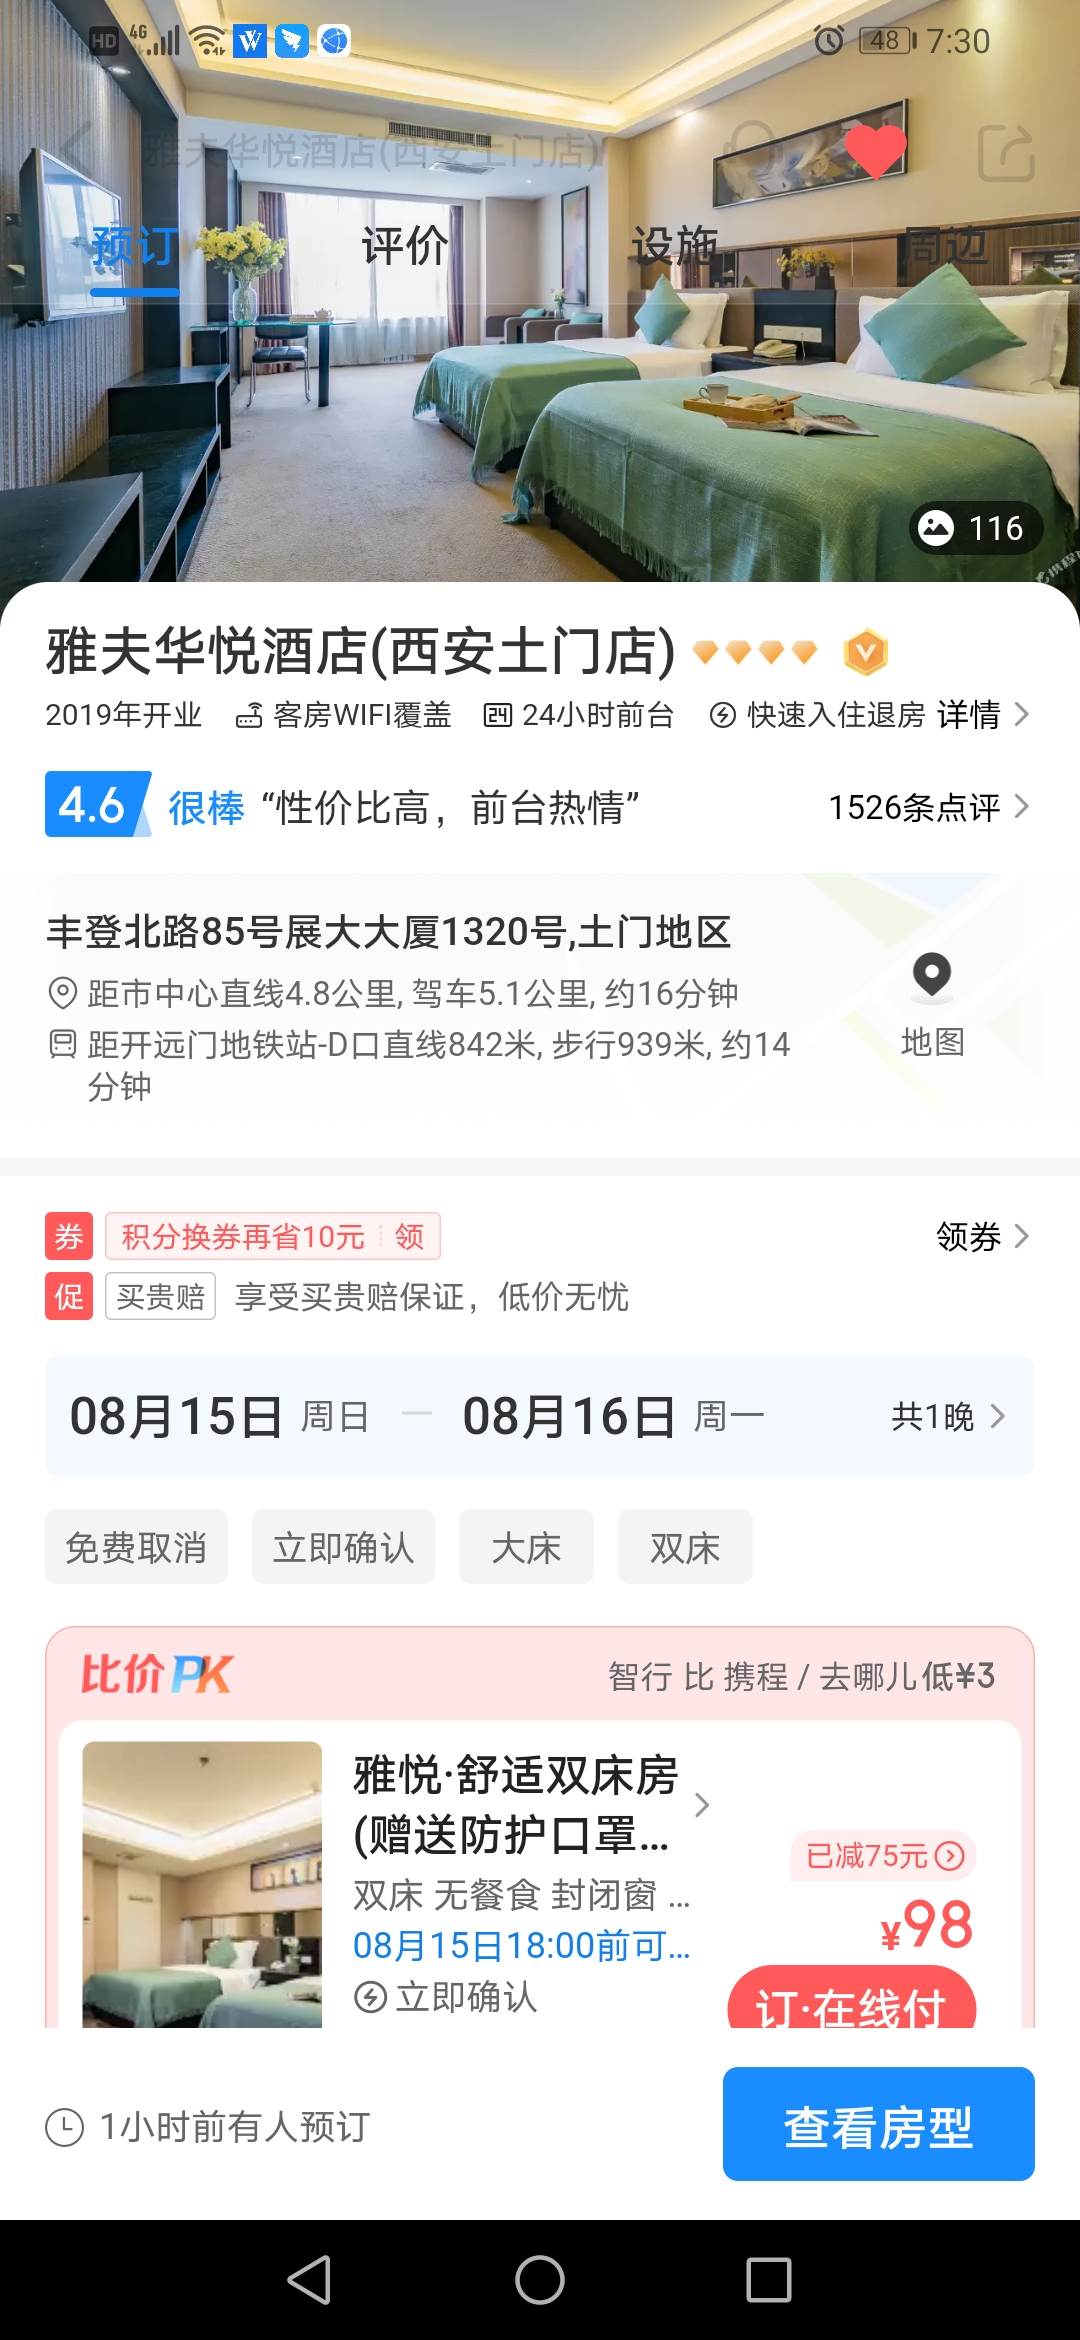 HD 4G 48 7:30
雅夫华悦酒店(西安土门店)
预订 评价 设施 周边
116
携程
雅夫华悦酒店(西安土门店)
2019年开业 客房WIFI覆盖 24 24小时前台 快速入住退房 详情
4.6 很棒 “性价比高，前台热情” 1526条点评
丰登北路85号展大大厦1320号,土门地区
距市中心直线4.8公里, 驾车5.1公里, 约16分钟
距开远门地铁站-D口直线842米, 步行939米, 约14
分钟
地图
券 积分换券再省10元 领 领券
促 买贵赔 享受买贵赔保证，低价无忧
08月15日 周日 — 08月16日 周一 共1晚
免费取消 立即确认 大床 双床
比价PK 智行 比 携程 / 去哪儿低¥3
雅悦·舒适双床房
(赠送防护口罩...
已减75元
双床 无餐食 封闭窗 ...
¥98
08月15日18:00前可...
立即确认
订·在线付
1小时前有人预订
查看房型